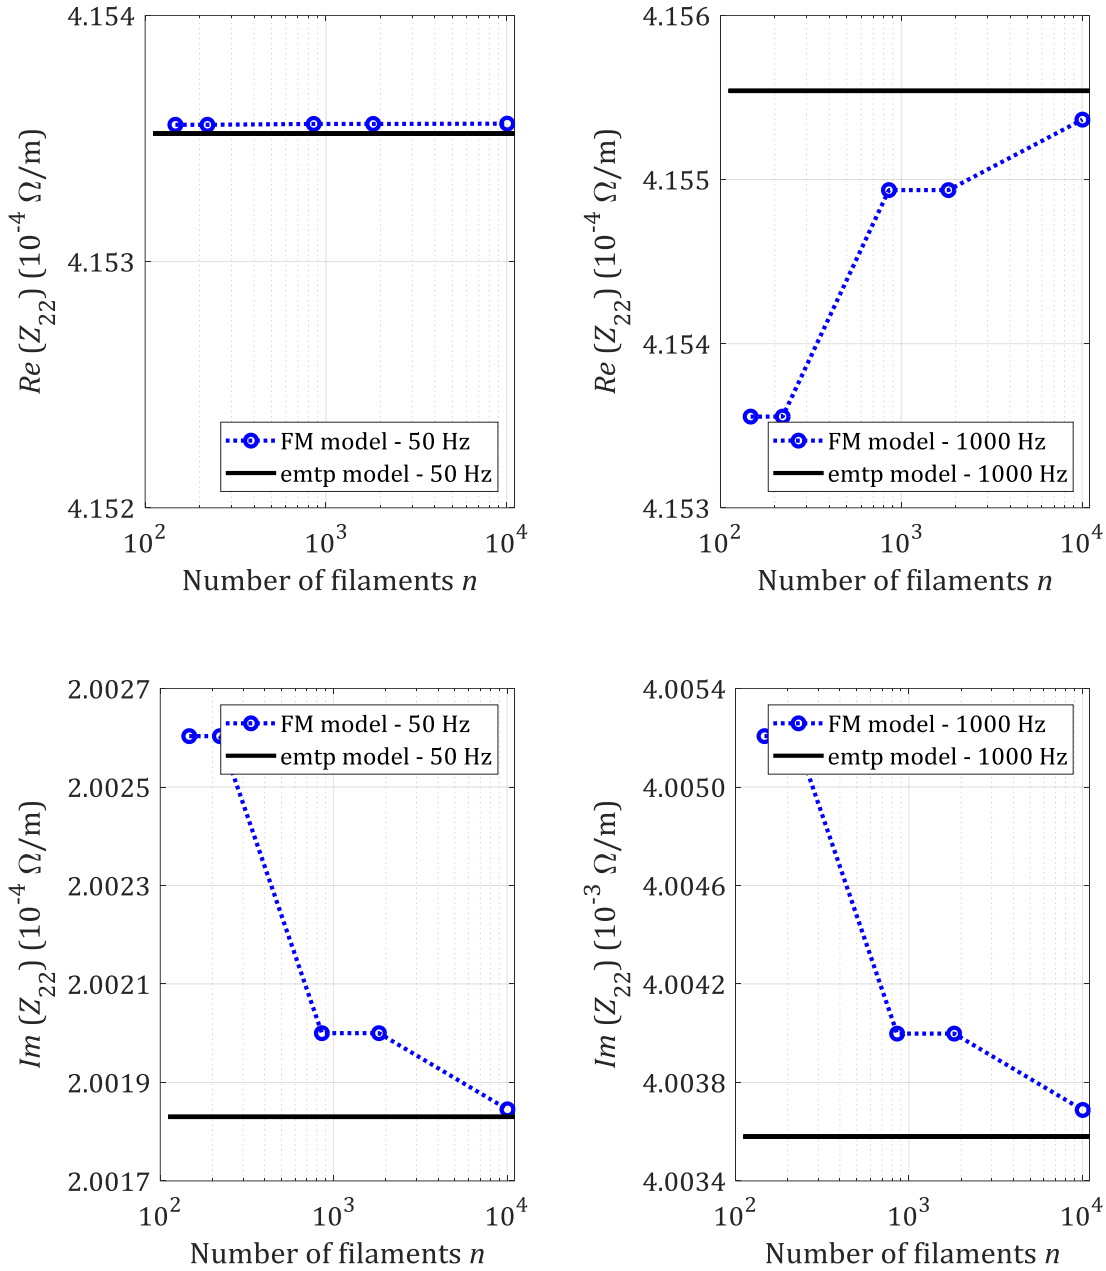 4.154
4.153
4.152
Re (Z22) (10-4 Ω/m)
FM model - 50 Hz
emtp model - 50 Hz
102 103 104
Number of filaments n
4.156
4.155
4.154
4.153
Re (Z22) (10-4 Ω/m)
FM model - 1000 Hz
emtp model - 1000 Hz
102 103 104
Number of filaments n
2.0027
2.0025
2.0023
2.0021
2.0019
2.0017
Im (Z22) (10-4 Ω/m)
FM model - 50 Hz
emtp model - 50 Hz
102 103 104
Number of filaments n
4.0054
4.0050
4.0046
4.0042
4.0038
4.0034
Im (Z22) (10-3 Ω/m)
FM model - 1000 Hz
emtp model - 1000 Hz
102 103 104
Number of filaments n